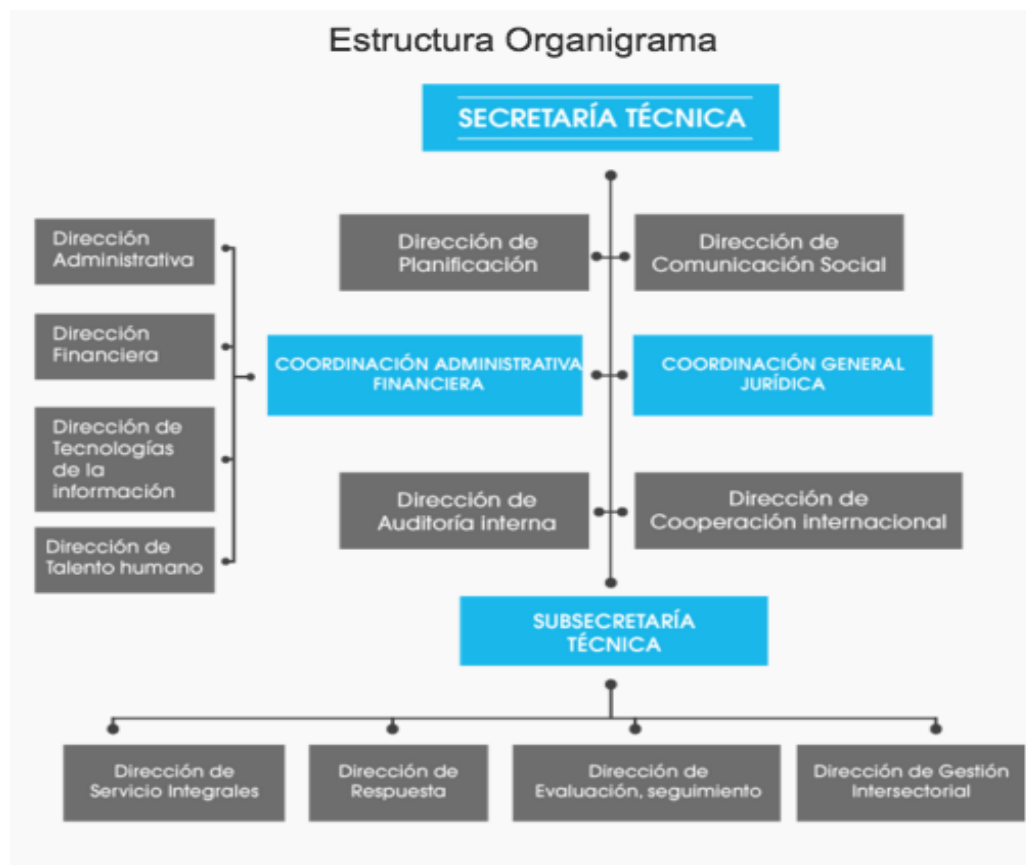 Estructura Organigrama
SECRETARÍA TÉCNICA
Dirección de
Planificación
Dirección de
Comunicación Social
Dirección
Administrativa
Dirección
Financiera
Dirección de
Tecnologías
de la
información
Dirección de
Talento humano
COORDINACIÓN ADMINISTRATIVA
FINANCIERA
COORDINACIÓN GENERAL
JURÍDICA
Dirección de
Auditoría interna
Dirección de
Cooperación internacional
SUBSECRETARÍA
TÉCNICA
Dirección de
Servicio Integrales
Dirección de
Respuesta
Dirección de
Evaluación, seguimiento
Dirección de Gestión
Intersectorial